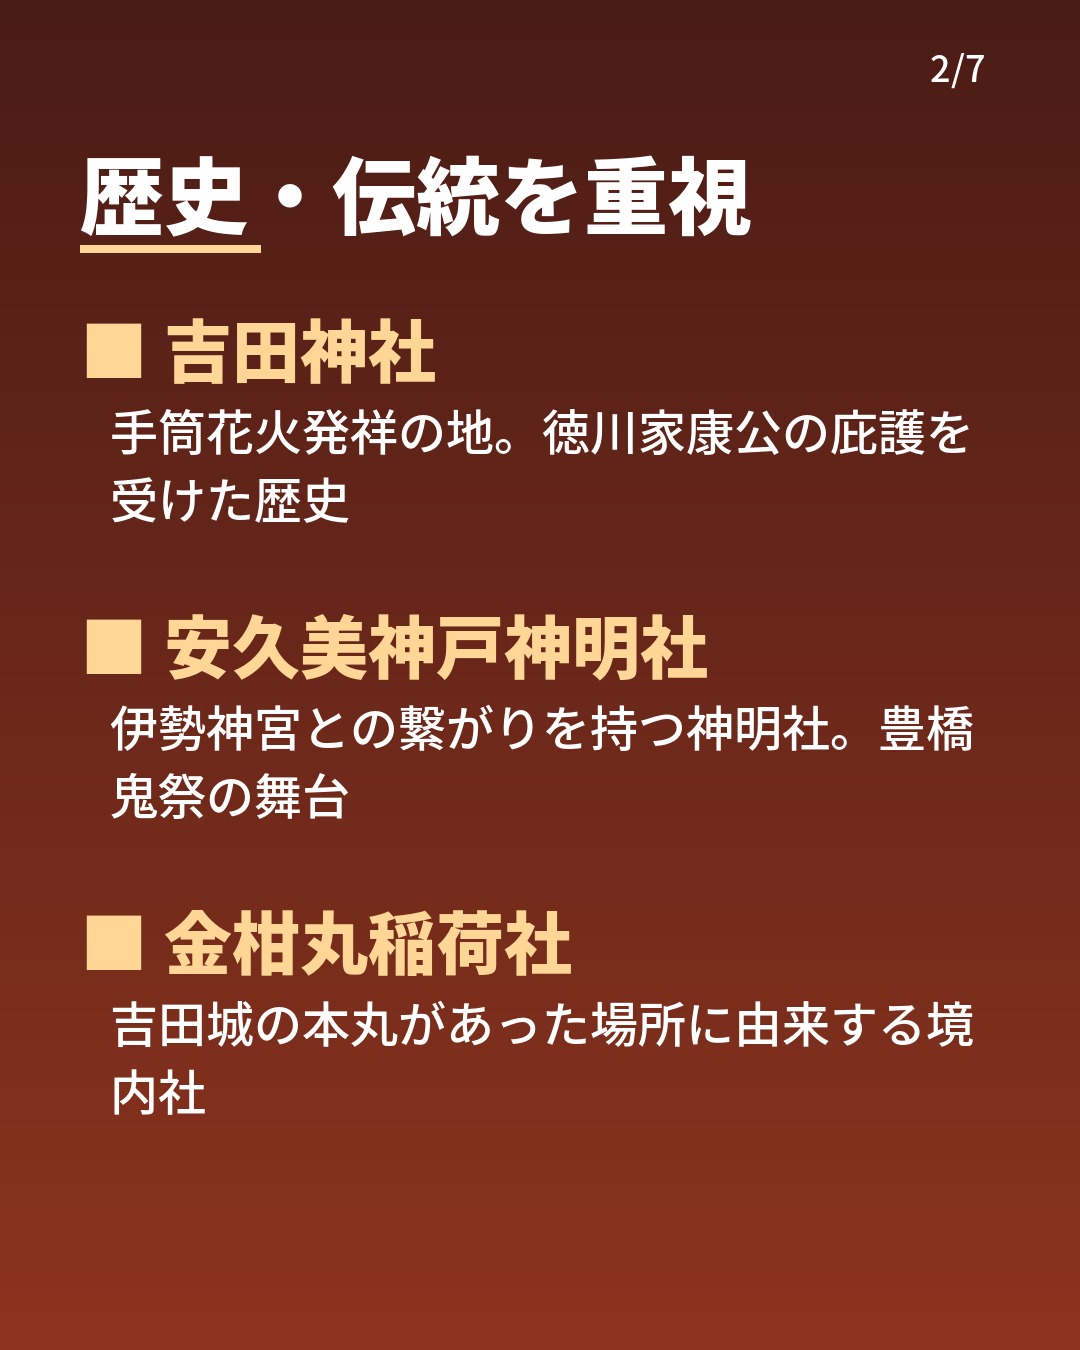 2/7
歴史・伝統を重視
■ 吉田神社
手筒花火発祥の地。徳川家康公の庇護を
受けた歴史
■ 安久美神戸神明社
伊勢神宮との繋がりを持つ神明社。豊橋
鬼祭の舞台
■ 金柑丸稲荷社
吉田城の本丸があった場所に由来する境
内社